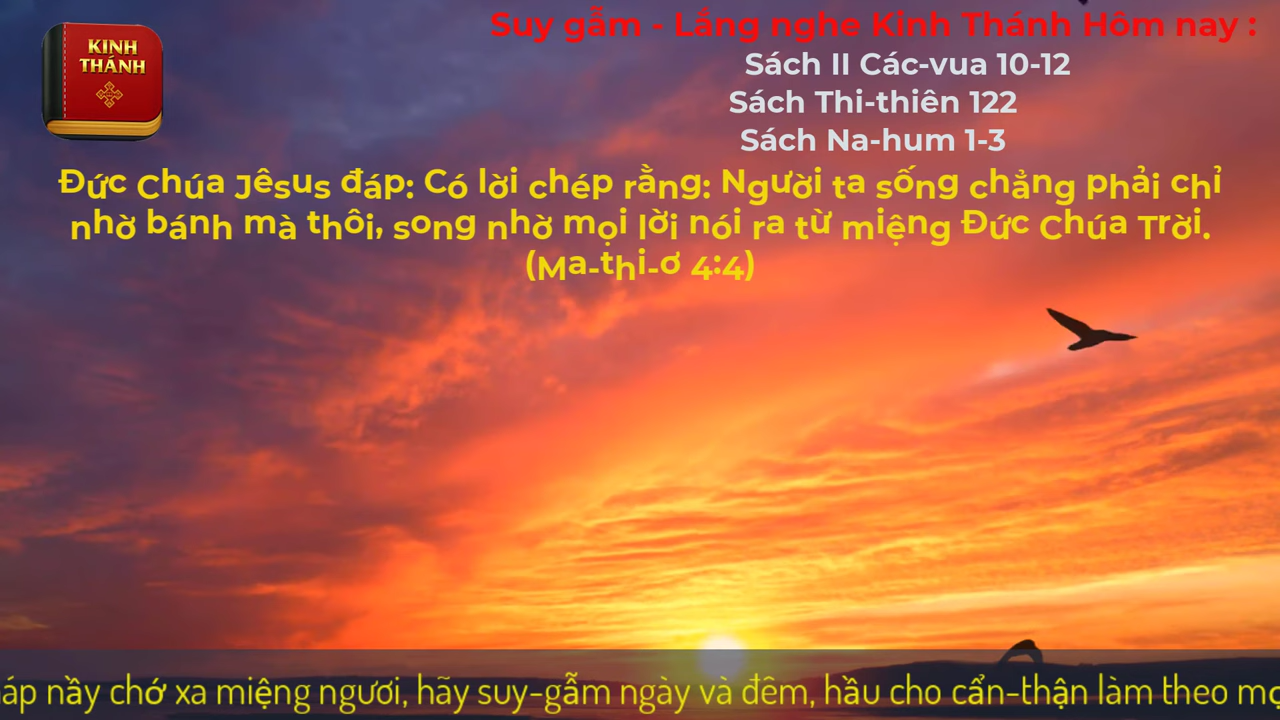 KINH
THÁNH
Suy gẫm - Lắng nghe Kinh Thánh Hôm nay :
Sách II Các-vua 10-12
Sách Thi-thiên 122
Sách Na-hum 1-3
Đức Chúa Jêsus đáp: Có lời chép rằng: Người ta sống chẳng phải chỉ
nhờ bánh mà thôi, song nhờ mọi lời nói ra từ miệng Đức Chúa Trời.
(Ma-thi-ơ 4:4)
nầy chớ xa miệng ngươi, hãy suy-gẫm ngày và đêm, hầu cho cẩn-thận làm theo